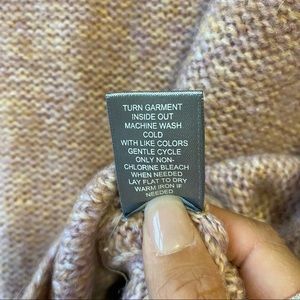 TURN GARMENT
INSIDE OUT
MACHINE WASH
COLD
WITH LIKE COLORS
GENTLE CYCLE
ONLY NON-
CHLORINE BLEACH
WHEN NEEDED
LAY FLAT TO DRY
WARM IRON IF
NEEDED